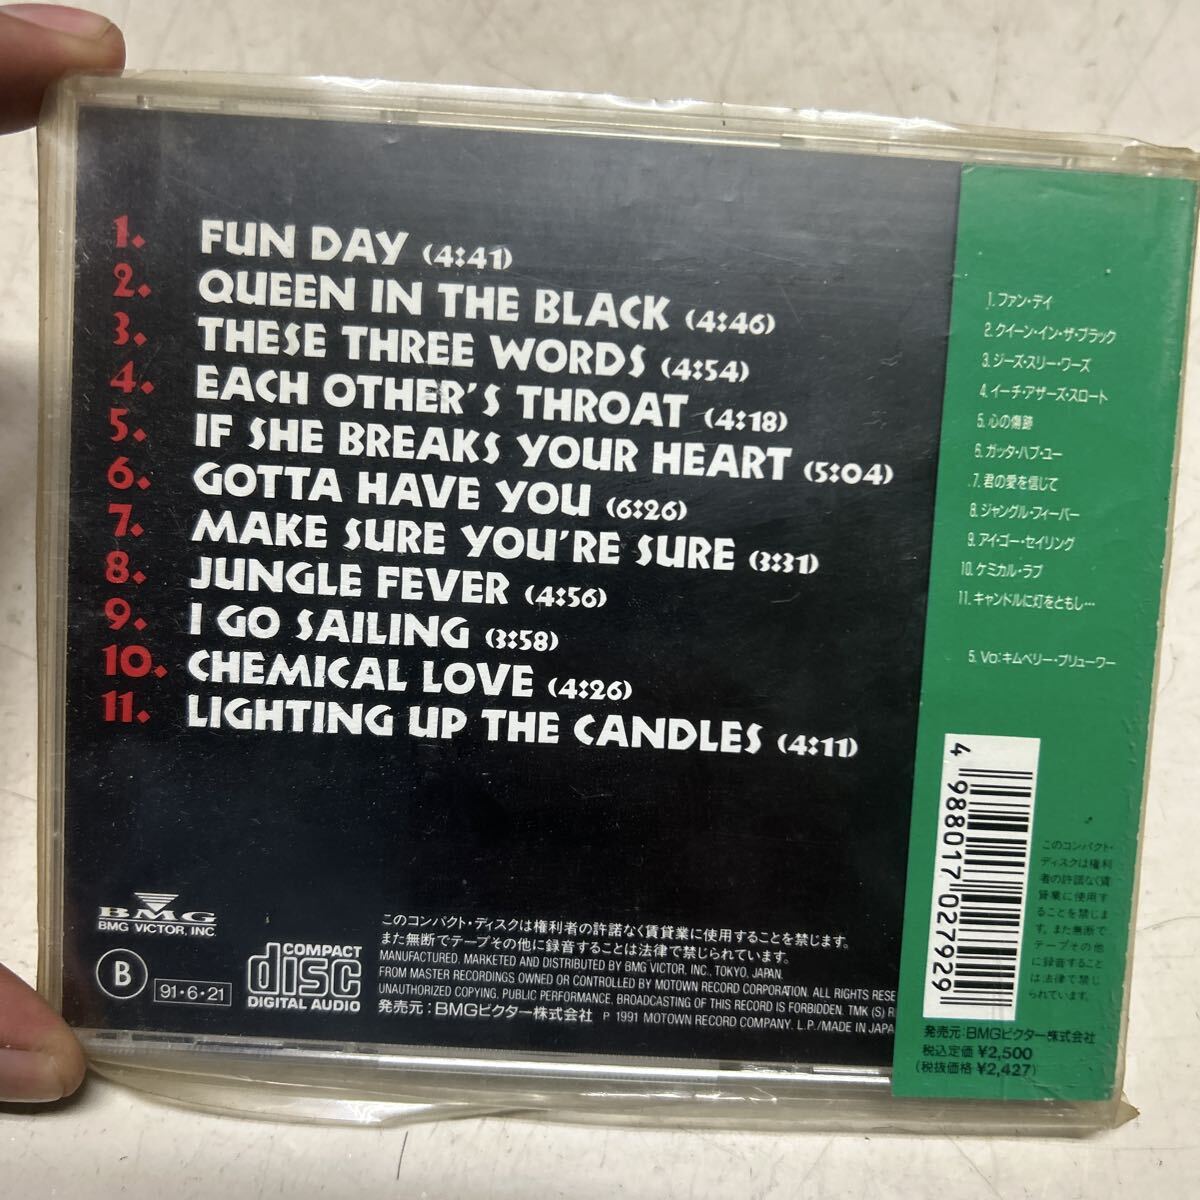 1. FUN DAY (4:41)
2. QUEEN IN THE BLACK (4:46)
3. THESE THREE WORDS (4:54)
4. EACH OTHER'S THROAT (4:18)
5. IF SHE BREAKS YOUR HEART (5:04)
6. GOTTA HAVE YOU (6:26)
7. MAKE SURE YOU'RE SURE (3:31)
8. JUNGLE FEVER (4:56)
9. I GO SAILING (3:58)
10. CHEMICAL LOVE (4:26)
11. LIGHTING UP THE CANDLES (4:11)
BMG
BMG VICTOR, INC.
B
91・6・21
COMPACT
disc
DIGITAL AUDIO
このコンパクト・ディスクは権利者の許諾なく賃貸業に使用することを禁じます。
また無断でテープその他に録音することは法律で禁じられています。
MANUFACTURED, MARKETED AND DISTRIBUTED BY BMG VICTOR, INC., TOKYO, JAPAN.
FROM MASTER RECORDINGS OWNED OR CONTROLLED BY MOTOWN RECORD CORPORATION. ALL RIGHTS RESE
UNAUTHORIZED COPYING, PUBLIC PERFORMANCE, BROADCASTING OF THIS RECORD IS FORBIDDEN. TMK (S) R
発売元:BMGビクター株式会社 P 1991 MOTOWN RECORD COMPANY, L.P./MADE IN JAPA
1. ファン・デイ
2. クイーン・イン・ザ・ブラック
3. ジーズ・スリー・ワーズ
4. イーチ・アザーズ・スロート
5. 心の傷跡
6. ガッタ・ハブ・ユー
7. 君の愛を信じて
8. ジャングル・フィーバー
9. アイ・ゴー・セイリング
10. ケミカル・ラブ
11. キャンドルに灯をともし…
5. Vo:キムベリー・ブリューワー
4 988017 027929
このコンパクト・
ディスクは権利
者の許諾なく賃
貸業に使用す
ることを禁じま
す。また無断で
テープその他
に録音すること
は法律で禁じ
られています。
発売元:BMGビクター株式会社
税込定価 ¥2,500
(税抜価格 ¥2,427)